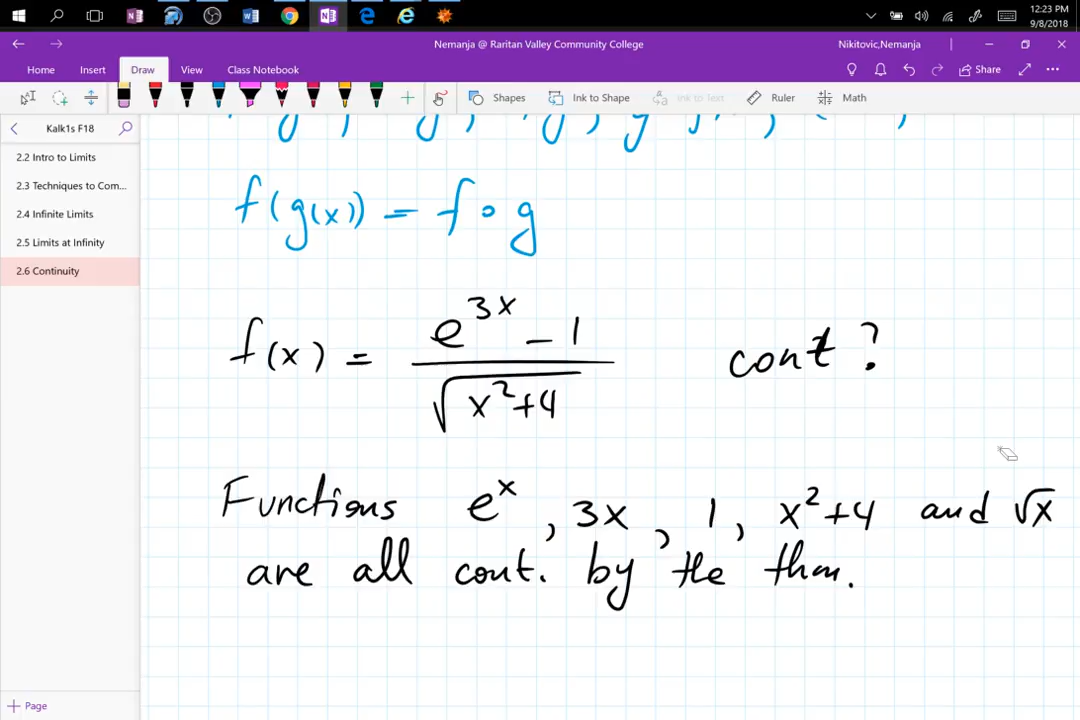 12:23 PM
9/8/2018
Nemanja @ Raritan Valley Community College
Nikitovic,Nemanja
Home Insert Draw View Class Notebook
Share
Shapes Ink to Shape Ink to Text Ruler Math
Kalk1s F18
2.2 Intro to Limits
2.3 Techniques to Com...
2.4 Infinite Limits
2.5 Limits at Infinity
2.6 Continuity
f(g(x)) = f∘g
f(x) = (e^{3x} - 1)/√(x²+4) cont?
Functions e^x, 3x, 1, x²+4 and √x
are all cont. by the thm.
Page